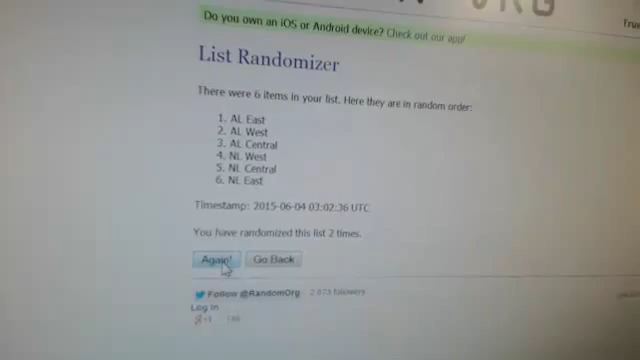 Do you own an iOS or Android device? Check out our app!
List Randomizer
There were 6 items in your list. Here they are in random order:
1. AL East
2. AL West
3. AL Central
4. NL West
5. NL Central
6. NL East
Timestamp: 2015-06-04 03:02:36 UTC
You have randomized this list 2 times.
Again! Go Back
Follow @RandomOrg
followers
Log in